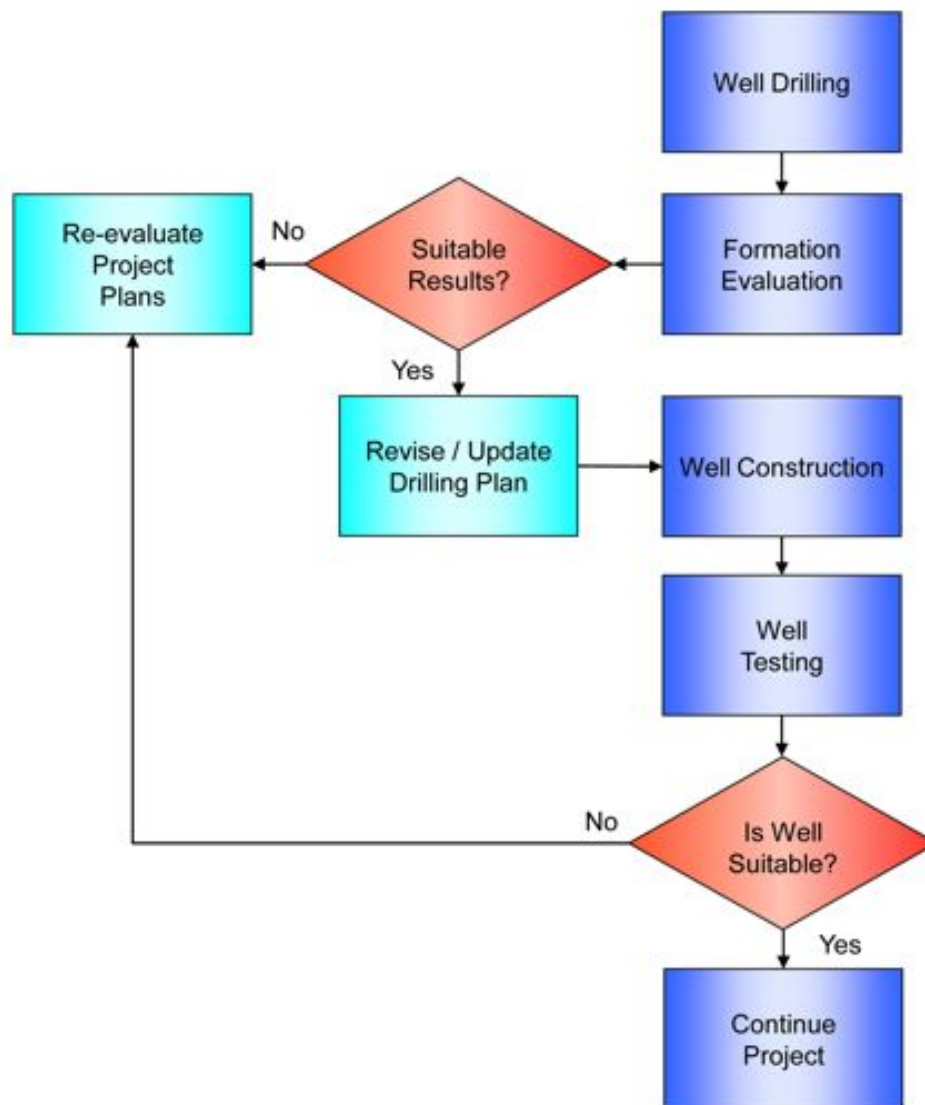 Well Drilling
Formation
Evaluation
Suitable
Results?
No
Re-evaluate
Project
Plans
Yes
Revise / Update
Drilling Plan
Well Construction
Well
Testing
Is Well
Suitable?
No
Yes
Continue
Project